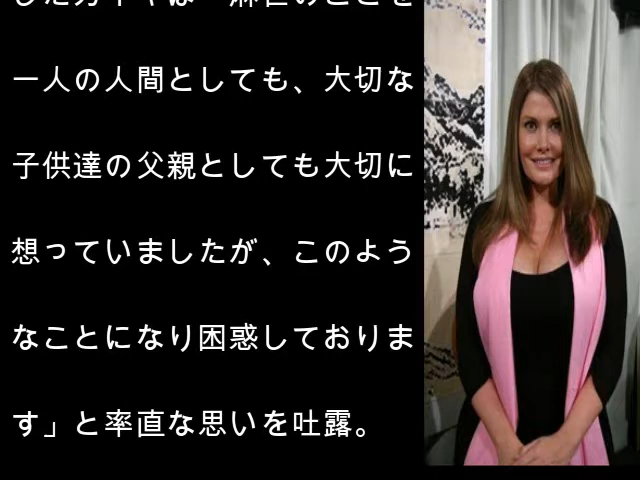 一人の人間としても、大切な
子供達の父親としても大切に
想っていましたが、このよう
なことになり困惑しておりま
す」と率直な思いを吐露。